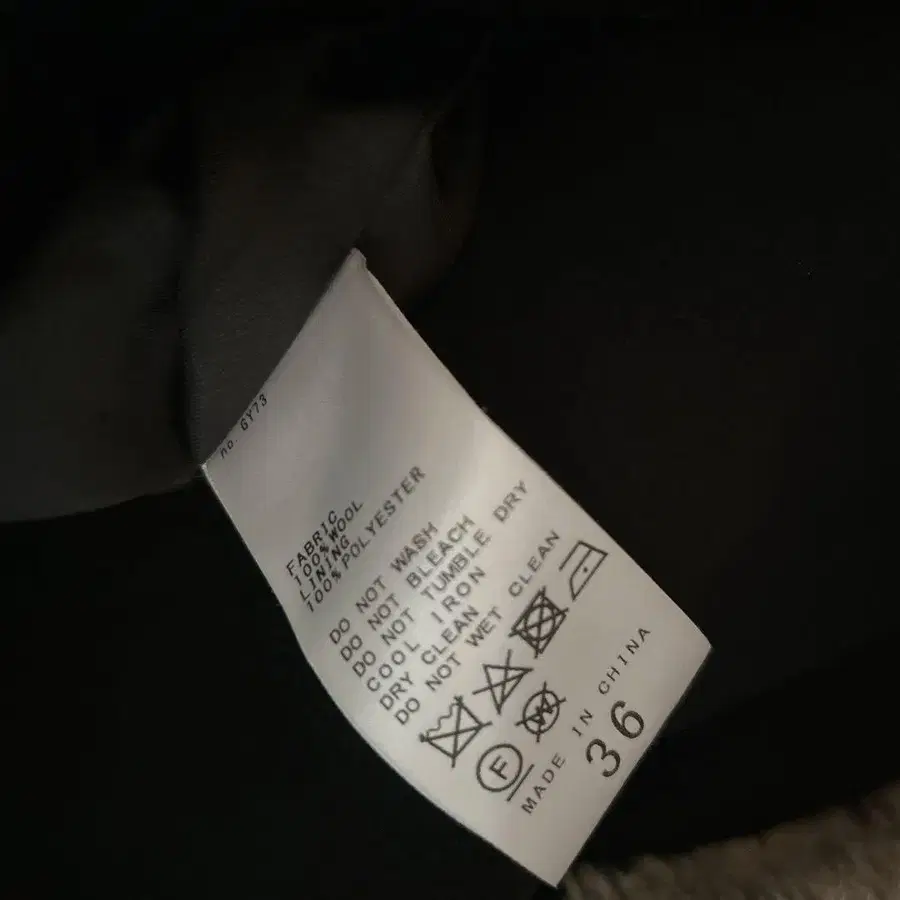 no. 6Y73
FABRIC
100%WOOL
LINING
100%POLYESTER
DO NOT WASH
DO NOT BLEACH
DO NOT TUMBLE DRY
COOL IRON
DRY CLEAN
DO NOT WET CLEAN
W
F
MADE IN CHINA
36